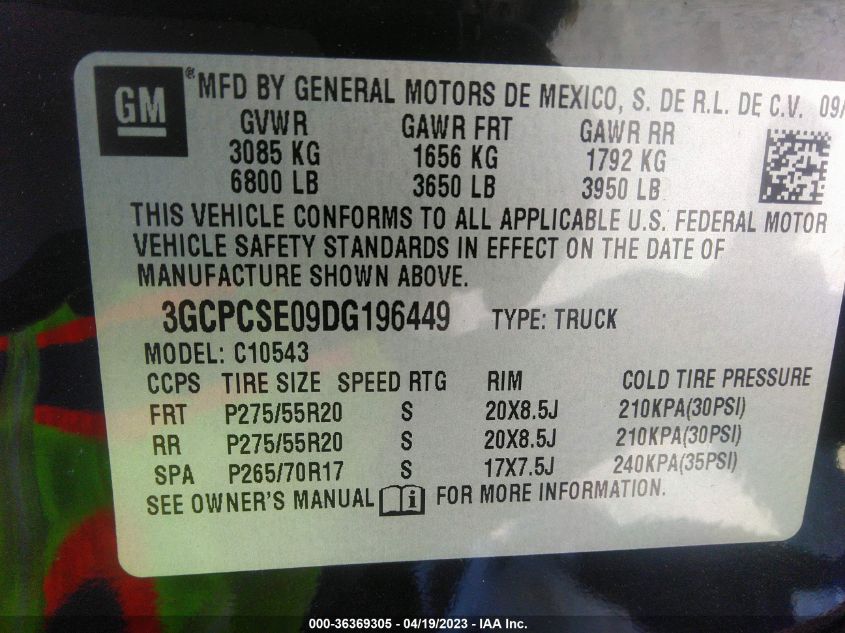 GM ® MFD BY GENERAL MOTORS DE MEXICO, S. DE R.L. DE C.V. 09/
GVWR GAWR FRT GAWR RR
3085 KG 1656 KG 1792 KG
6800 LB 3650 LB 3950 LB
THIS VEHICLE CONFORMS TO ALL APPLICABLE U.S. FEDERAL MOTOR
VEHICLE SAFETY STANDARDS IN EFFECT ON THE DATE OF
MANUFACTURE SHOWN ABOVE.
3GCPCSE09DG196449 TYPE: TRUCK
MODEL: C10543
CCPS TIRE SIZE SPEED RTG RIM COLD TIRE PRESSURE
FRT P275/55R20 S 20X8.5J 210KPA(30PSI)
RR P275/55R20 S 20X8.5J 210KPA(30PSI)
SPA P265/70R17 S 17X7.5J 240KPA(35PSI)
SEE OWNER'S MANUAL i FOR MORE INFORMATION.
000-36369305 - 04/19/2023 - IAA Inc.